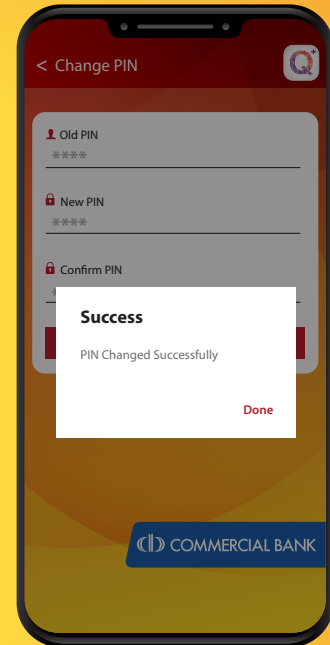 < Change PIN
Q+
Old PIN
****
New PIN
****
Confirm PIN
*
Success
PIN Changed Successfully
Done
COMMERCIAL BANK